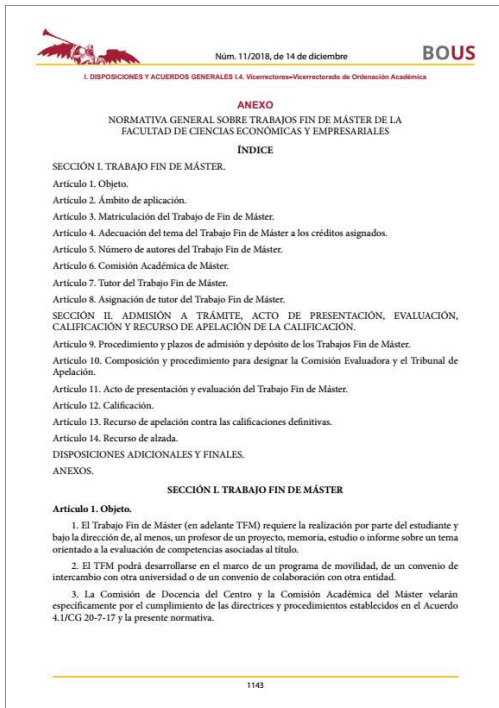 Núm. 11/2018, de 14 de diciembre
BOUS
I. DISPOSICIONES Y ACUERDOS GENERALES I.4. Vicerrectores=Vicerrectorado de Ordenación Académica
ANEXO
NORMATIVA GENERAL SOBRE TRABAJOS FIN DE MÁSTER DE LA
FACULTAD DE CIENCIAS ECONÓMICAS Y EMPRESARIALES
ÍNDICE
SECCIÓN I. TRABAJO FIN DE MÁSTER.
Artículo 1. Objeto.
Artículo 2. Ámbito de aplicación.
Artículo 3. Matriculación del Trabajo de Fin de Máster.
Artículo 4. Adecuación del tema del Trabajo Fin de Máster a los créditos asignados.
Artículo 5. Número de autores del Trabajo Fin de Máster.
Artículo 6. Comisión Académica de Máster.
Artículo 7. Tutor del Trabajo Fin de Máster.
Artículo 8. Asignación de tutor del Trabajo Fin de Máster.
SECCIÓN II. ADMISIÓN A TRÁMITE, ACTO DE PRESENTACIÓN, EVALUACIÓN,
CALIFICACIÓN Y RECURSO DE APELACIÓN DE LA CALIFICACIÓN.
Artículo 9. Procedimiento y plazos de admisión y depósito de los Trabajos Fin de Máster.
Artículo 10. Composición y procedimiento para designar la Comisión Evaluadora y el Tribunal de
Apelación.
Artículo 11. Acto de presentación y evaluación del Trabajo Fin de Máster.
Artículo 12. Calificación.
Artículo 13. Recurso de apelación contra las calificaciones definitivas.
Artículo 14. Recurso de alzada.
DISPOSICIONES ADICIONALES Y FINALES.
ANEXOS.
SECCIÓN I. TRABAJO FIN DE MÁSTER
Artículo 1. Objeto.
1. El Trabajo Fin de Máster (en adelante TFM) requiere la realización por parte del estudiante y
bajo la dirección de, al menos, un profesor de un proyecto, memoria, estudio o informe sobre un tema
orientado a la evaluación de competencias asociadas al título.
2. El TFM podrá desarrollarse en el marco de un programa de movilidad, de un convenio de
intercambio con otra universidad o de un convenio de colaboración con otra entidad.
3. La Comisión de Docencia del Centro y la Comisión Académica del Máster velarán
específicamente por el cumplimiento de las directrices y procedimientos establecidos en el Acuerdo
4.1/CG 20-7-17 y la presente normativa.
1143